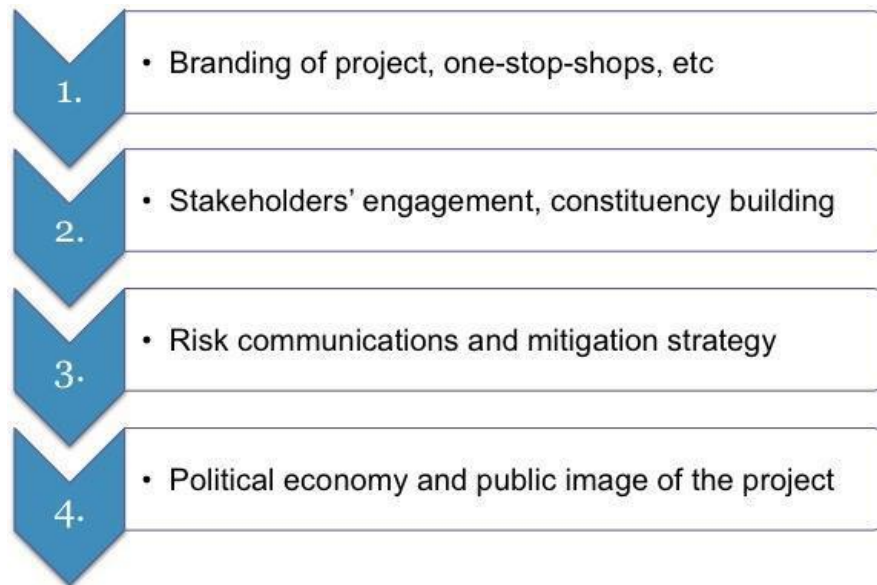 1.
• Branding of project, one-stop-shops, etc
2.
• Stakeholders’ engagement, constituency building
3.
• Risk communications and mitigation strategy
4.
• Political economy and public image of the project